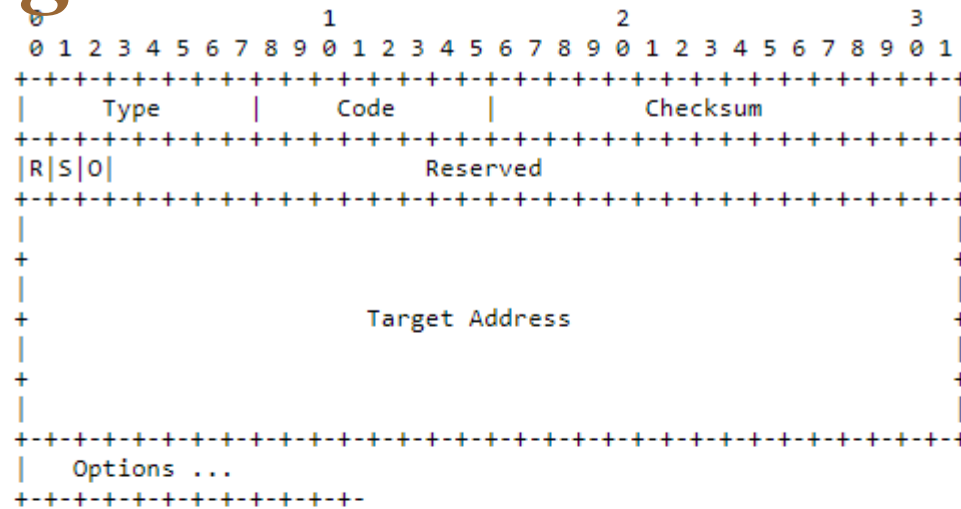 0                   1                   2                   3
0 1 2 3 4 5 6 7 8 9 0 1 2 3 4 5 6 7 8 9 0 1 2 3 4 5 6 7 8 9 0 1
+-+-+-+-+-+-+-+-+-+-+-+-+-+-+-+-+-+-+-+-+-+-+-+-+-+-+-+-+-+-+-+-+
|     Type      |     Code      |          Checksum             |
+-+-+-+-+-+-+-+-+-+-+-+-+-+-+-+-+-+-+-+-+-+-+-+-+-+-+-+-+-+-+-+-+
|R|S|O|                     Reserved                            |
+-+-+-+-+-+-+-+-+-+-+-+-+-+-+-+-+-+-+-+-+-+-+-+-+-+-+-+-+-+-+-+-+
|                                                               |
+                                                               +
|                                                               |
+                       Target Address                          +
|                                                               |
+                                                               +
|                                                               |
+-+-+-+-+-+-+-+-+-+-+-+-+-+-+-+-+-+-+-+-+-+-+-+-+-+-+-+-+-+-+-+-+
|   Options ...
+-+-+-+-+-+-+-+-+-+-+-+-